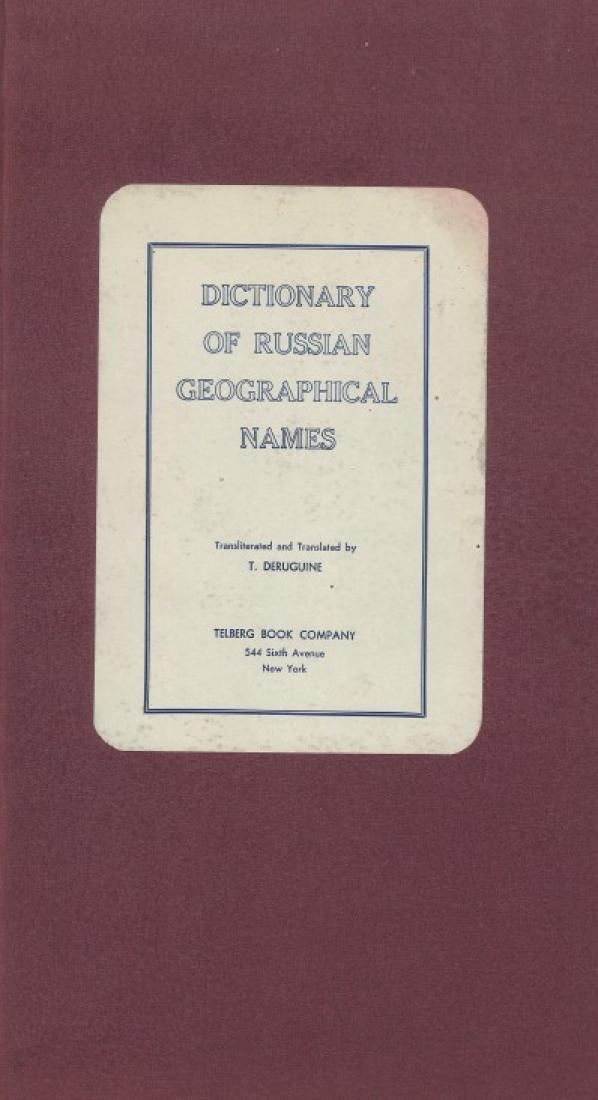 DICTIONARY
OF RUSSIAN
GEOGRAPHICAL
NAMES
Transliterated and Translated by
T. DERUGUINE
TELBERG BOOK COMPANY
544 Sixth Avenue
New York